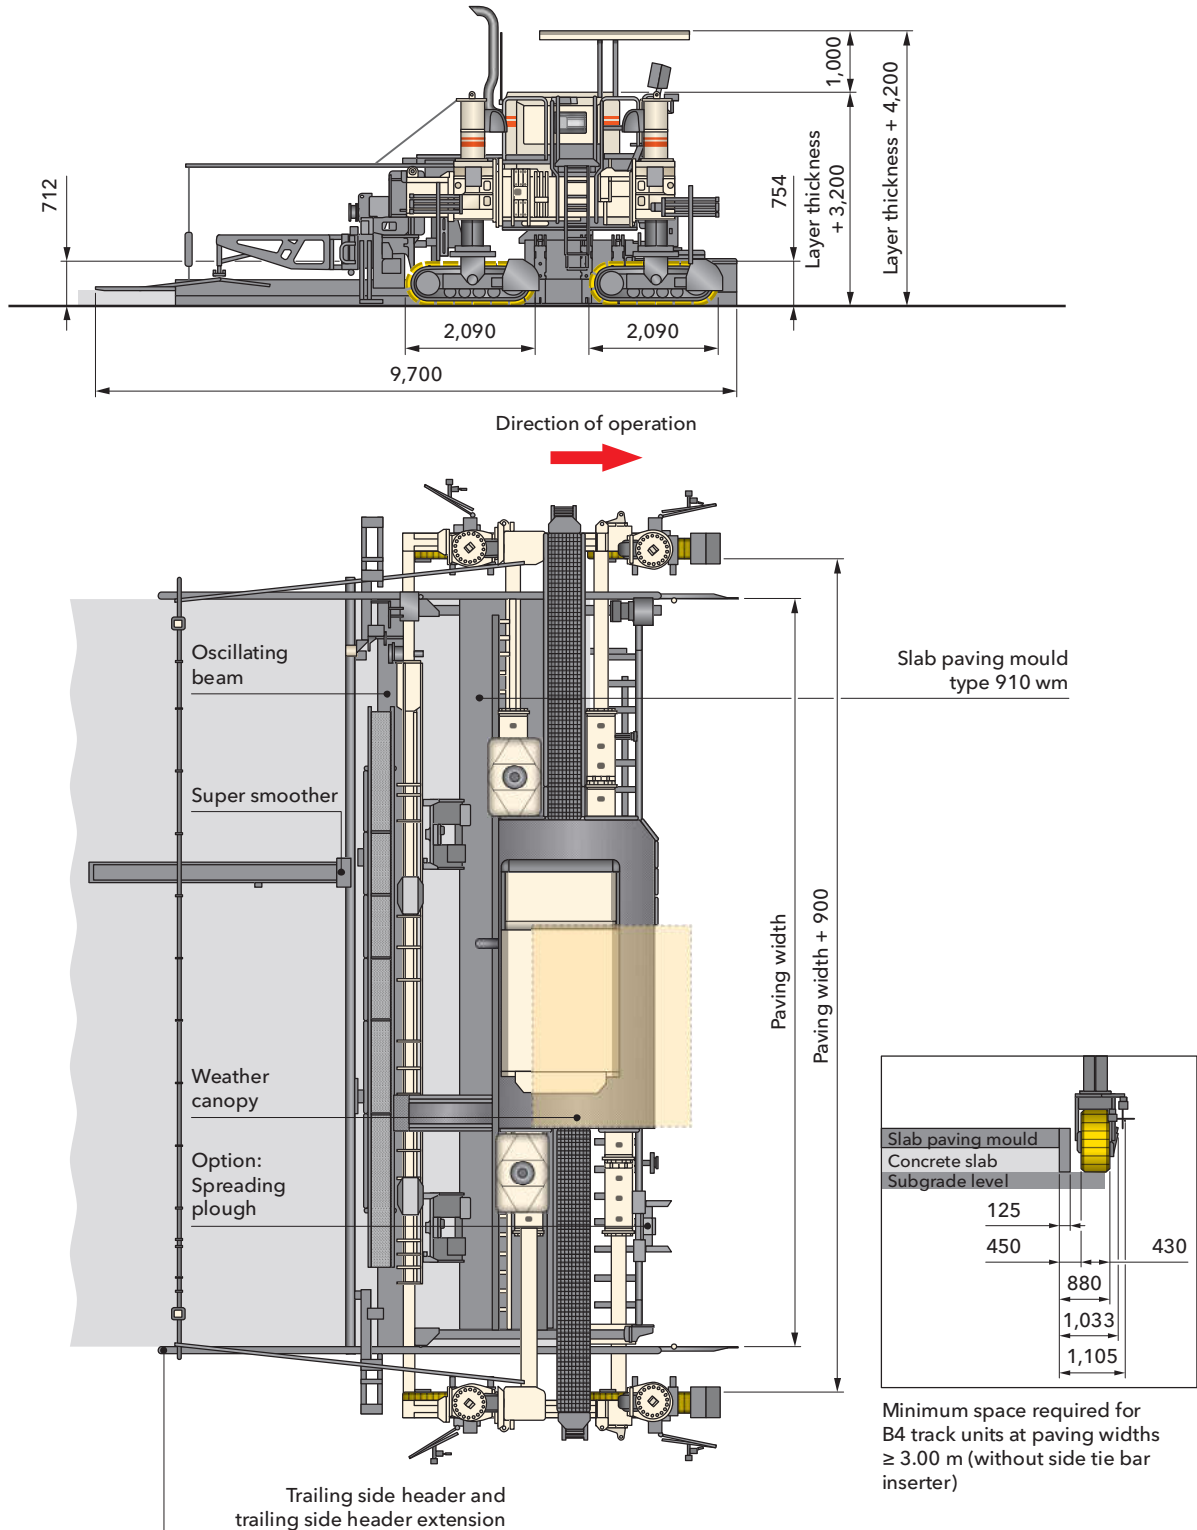 712
754
1,000
Layer thickness
+ 3,200
Layer thickness + 4,200
2,090
2,090
9,700
Direction of operation
Oscillating
beam
Slab paving mould
type 910 wm
Super smoother
Paving width
Paving width + 900
Weather
canopy
Option:
Spreading
plough
Slab paving mould
Concrete slab
Subgrade level
125
450
430
880
1,033
1,105
Minimum space required for
B4 track units at paving widths
≥ 3.00 m (without side tie bar
inserter)
Trailing side header and
trailing side header extension